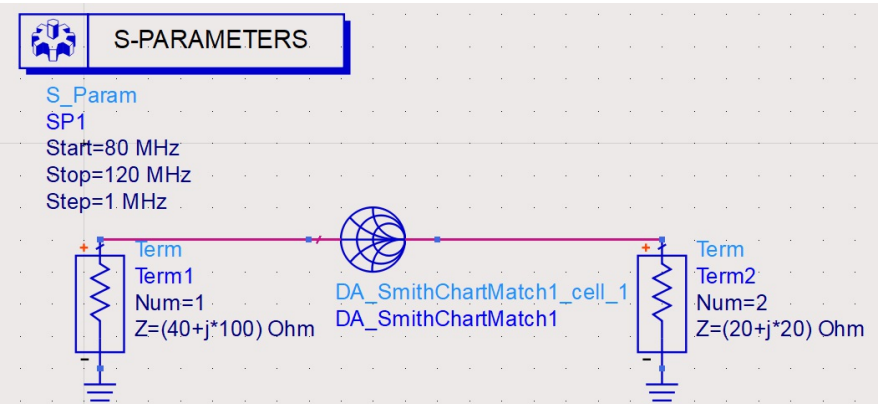 S-PARAMETERS
S_Param
SP1
Start=80 MHz
Stop=120 MHz
Step=1 MHz
+
Term
Term1
Num=1
Z=(40+j*100) Ohm
-
DA_SmithChartMatch1_cell_1
DA_SmithChartMatch1
+
Term
Term2
Num=2
Z=(20+j*20) Ohm
-